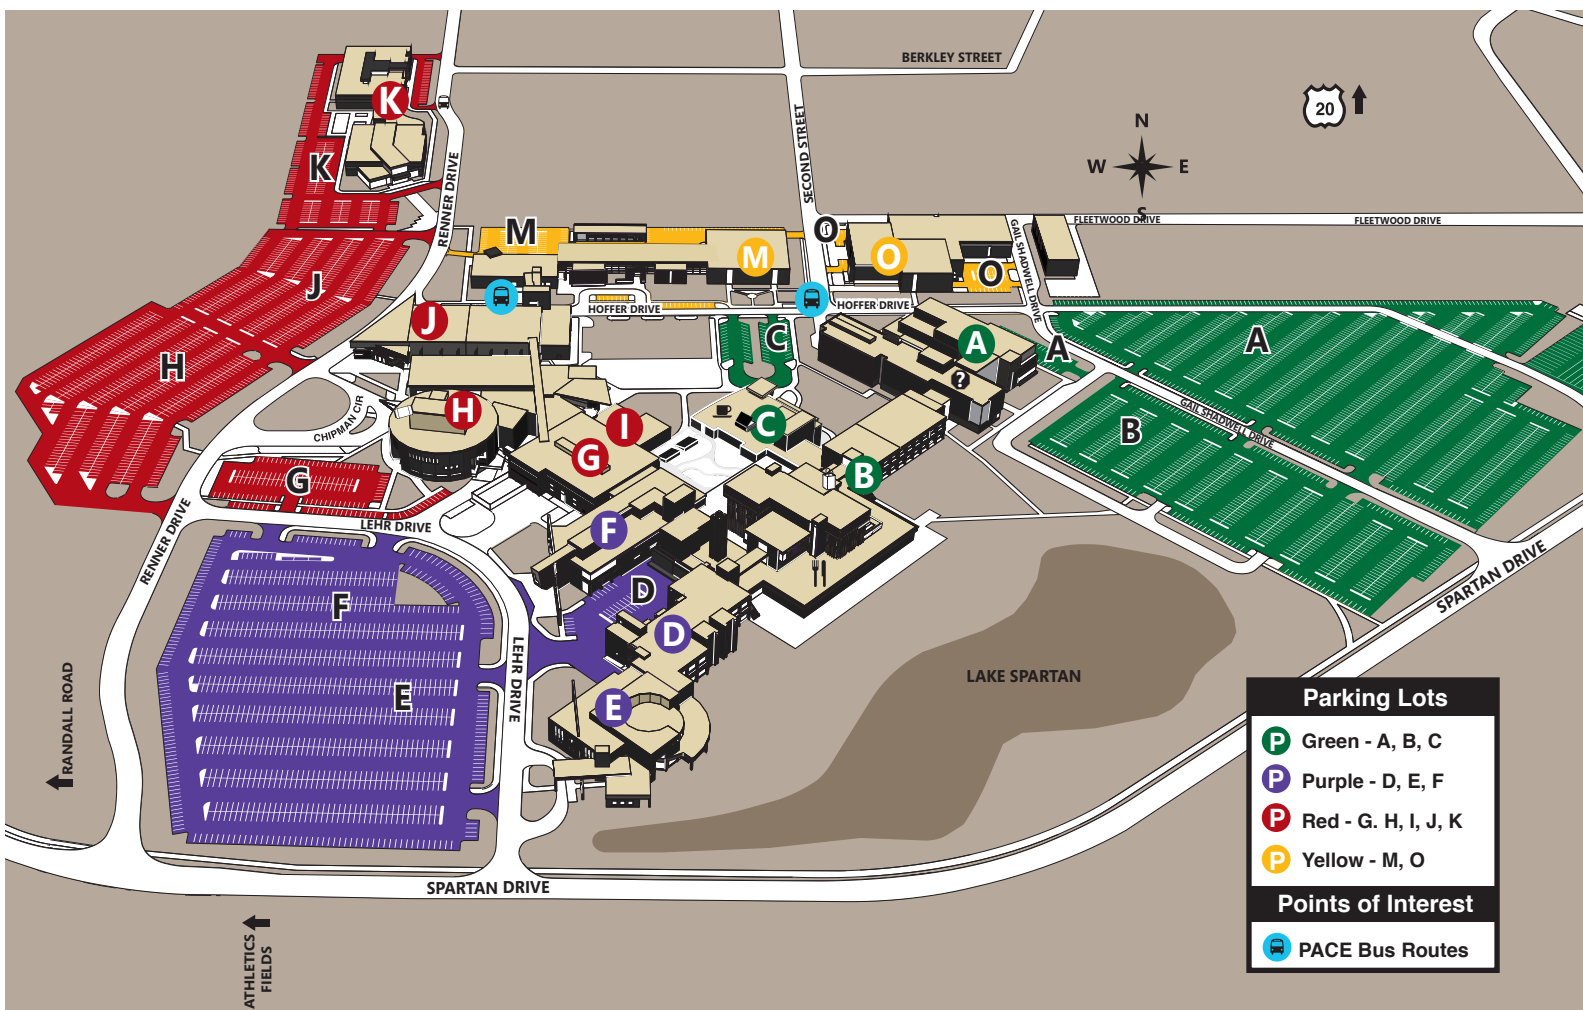 BERKLEY STREET
20
N
W E
S
K
K
RENNER DRIVE
SECOND STREET
FLEETWOOD DRIVE
FLEETWOOD DRIVE
GAIL SHADWELL DRIVE
M
M
O
O
O
J
J
HOFFER DRIVE
HOFFER DRIVE
C
A
A
A
?
H
H
CHIPMAN CIR
I
G
G
C
B
B
GAIL SHADWELL DRIVE
LEHR DRIVE
RENNER DRIVE
F
F
D
D
E
E
LEHR DRIVE
SPARTAN DRIVE
LAKE SPARTAN
RANDALL ROAD
SPARTAN DRIVE
ATHLETICS
FIELDS
Parking Lots
P Green - A, B, C
P Purple - D, E, F
P Red - G. H, I, J, K
P Yellow - M, O
Points of Interest
PACE Bus Routes